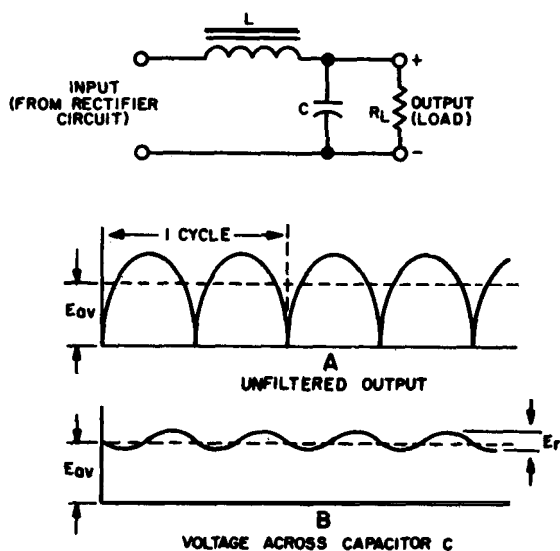 L
INPUT
(FROM RECTIFIER
CIRCUIT)
C
RL
+
OUTPUT
(LOAD)
-
1 CYCLE
Eav
A
UNFILTERED OUTPUT
Eav
Er
B
VOLTAGE ACROSS CAPACITOR C